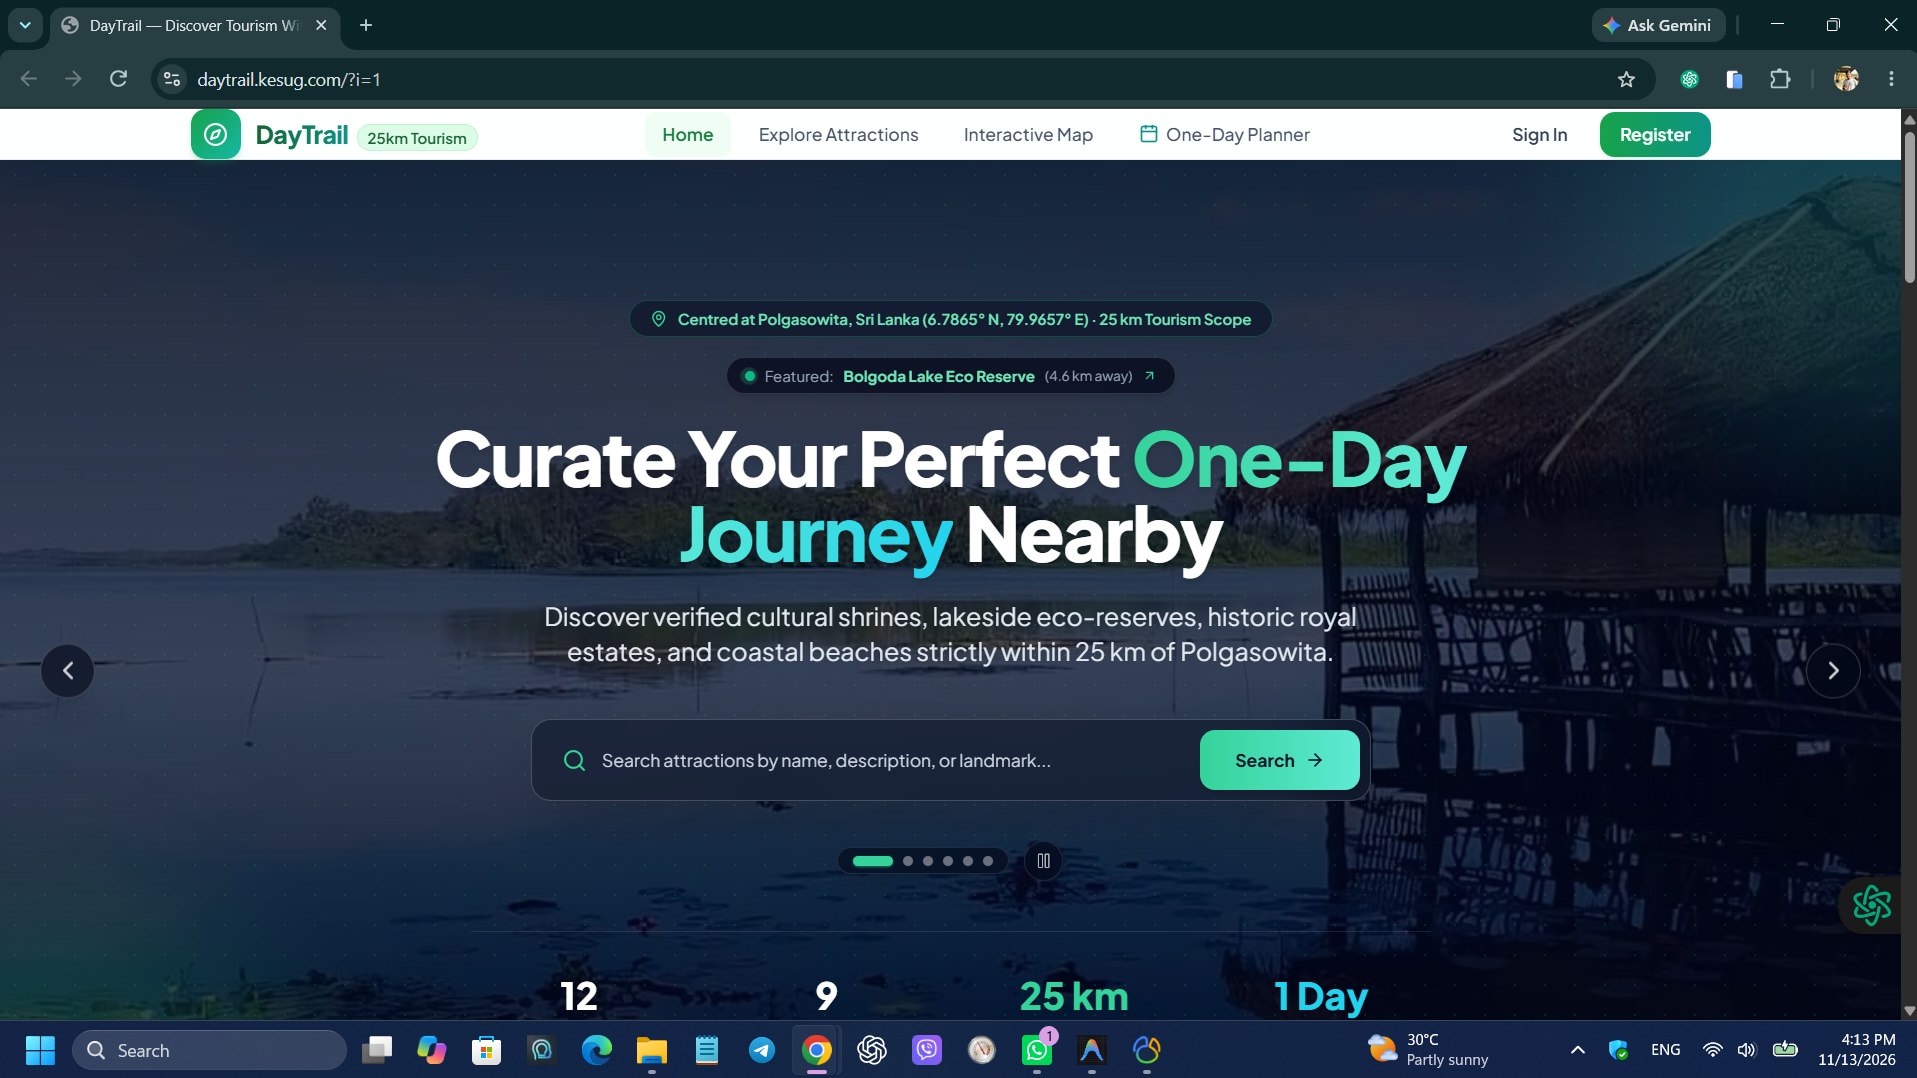 DayTrail — Discover Tourism Wi
Ask Gemini
daytrail.kesug.com/?i=1
DayTrail 25km Tourism
Home
Explore Attractions
Interactive Map
One-Day Planner
Sign In
Register
Centred at Polgasowita, Sri Lanka (6.7865° N, 79.9657° E) · 25 km Tourism Scope
Featured: Bolgoda Lake Eco Reserve (4.6 km away)
Curate Your Perfect One-Day
Journey Nearby
Discover verified cultural shrines, lakeside eco-reserves, historic royal
estates, and coastal beaches strictly within 25 km of Polgasowita.
Search attractions by name, description, or landmark...
Search
12
9
25 km
1 Day
Search
1
30°C
Partly sunny
ENG
4:13 PM
11/13/2026